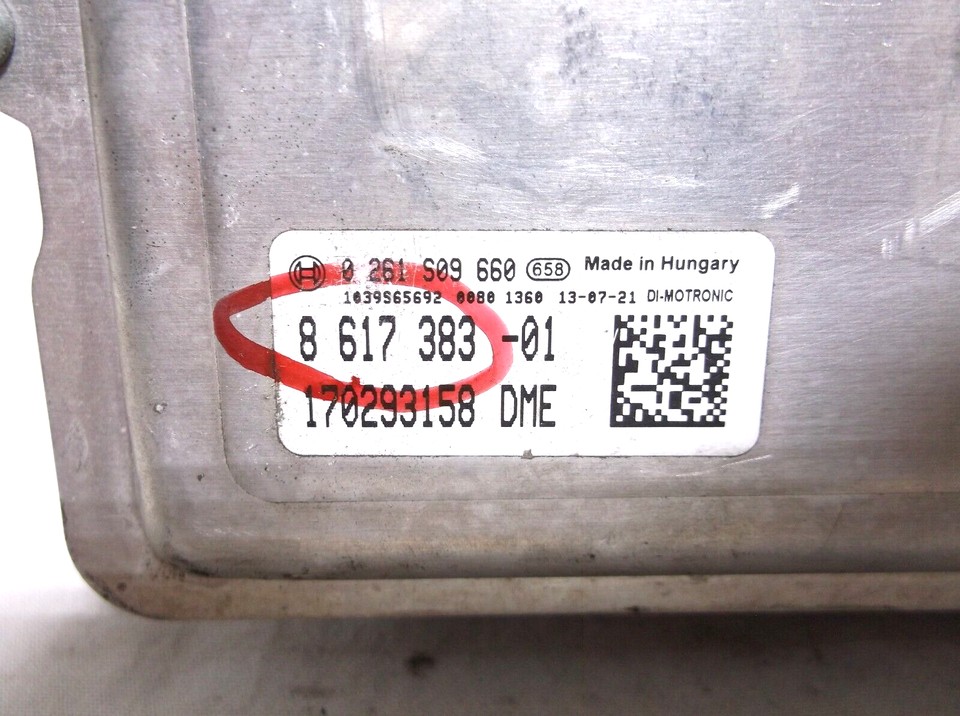 0 261 S09 660 658 Made in Hungary
1039S65692 0080 1360 13-07-21 DI-MOTRONIC
8 617 383 -01
170293158 DME